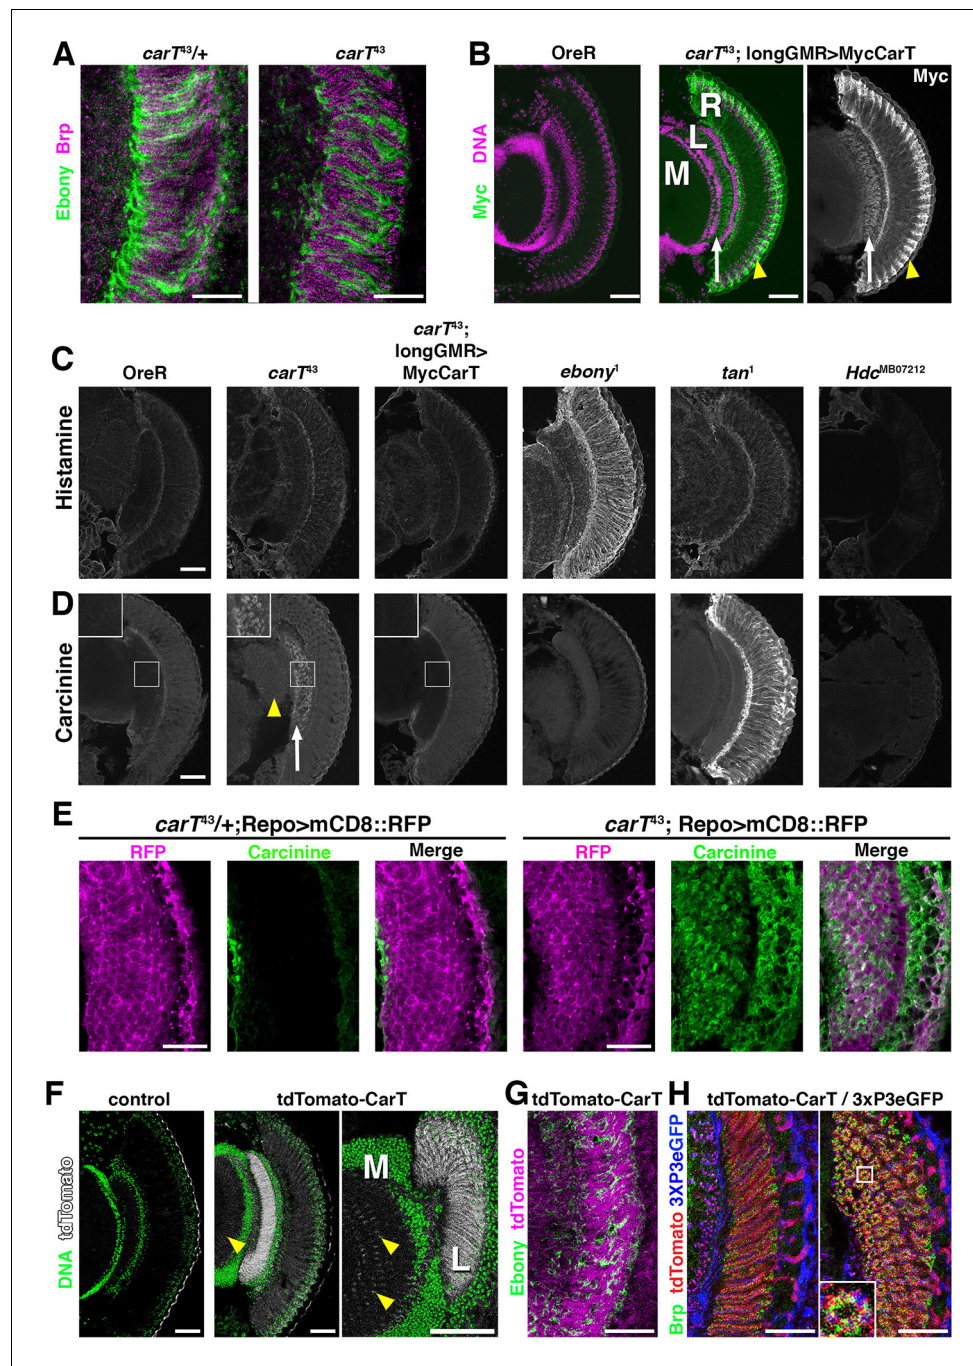 A
carT43/+
carT43
Ebony Brp
B
OreR
carT43; longGMR>MycCarT
Myc
Myc DNA
R
L
M
C
OreR
carT43
carT43;
longGMR>
MycCarT
ebony1
tan1
HdcMB07212
Histamine
D
Carcinine
E
carT43/+;Repo>mCD8::RFP
carT43; Repo>mCD8::RFP
RFP
Carcinine
Merge
RFP
Carcinine
Merge
F
control
tdTomato-CarT
DNA tdTomato
M
L
G
tdTomato-CarT
Ebony tdTomato
H
tdTomato-CarT / 3xP3eGFP
Brp tdTomato 3XP3eGFP